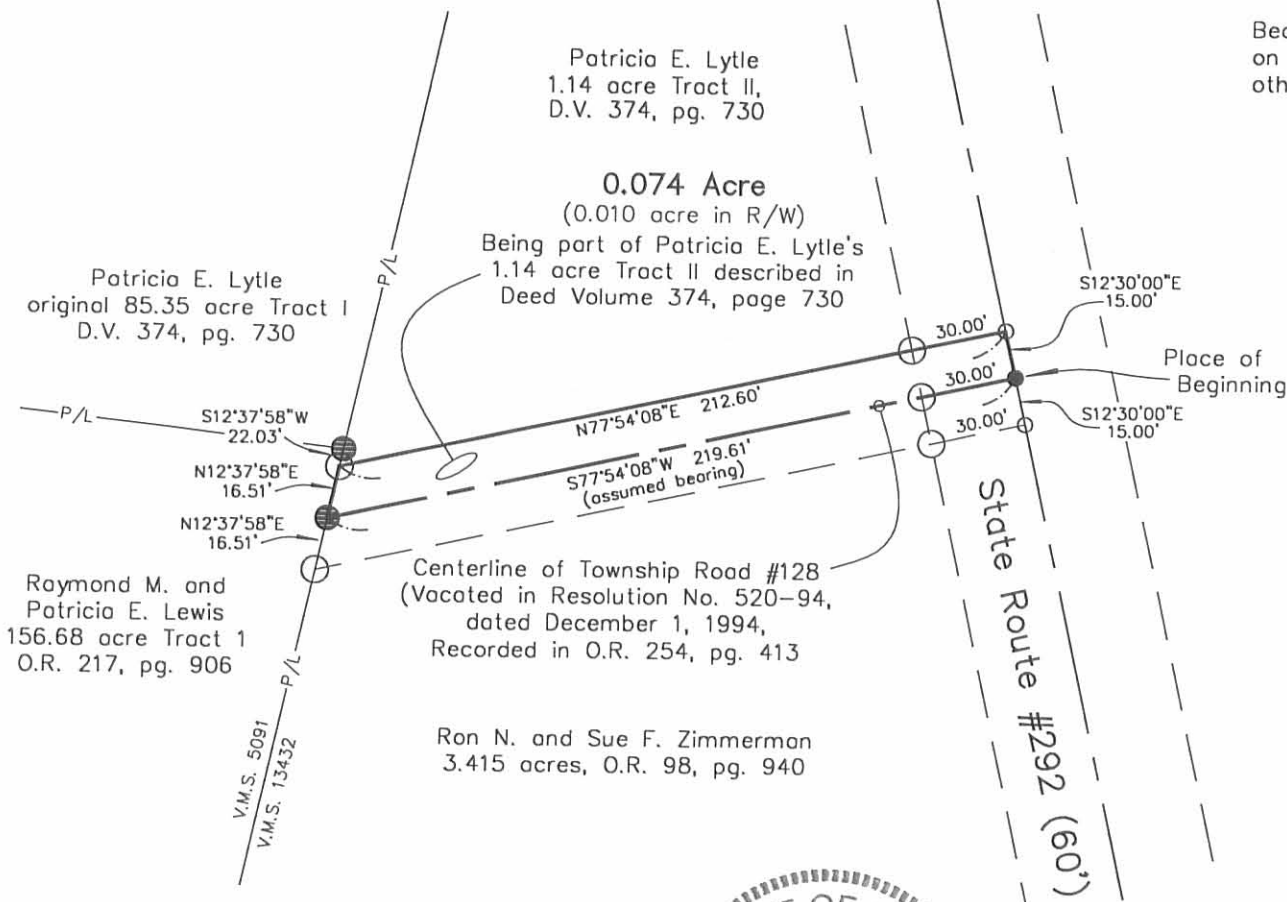 Patricia E. Lytle
1.14 acre Tract II,
D.V. 374, pg. 730
on
0.074 Acre
(0.010 acre in R/W)
Being part of Patricia E. Lytle's
1.14 acre Tract II described in
Deed Volume 374, page 730
P/L
Patricia E. Lytle
original 85.35 acre Tract I
D.V. 374, pg. 730
S12°30'00"E
15.00'
30.00'
Place of
Beginning
30.00'
S12°30'00"E
15.00'
30.00'
P/L
S12°37'58"W
22.03'
N77°54'08"E 212.60'
N12°37'58"E
16.51'
S77°54'08"W 219.61'
(assumed bearing)
N12°37'58"E
16.51'
Raymond M. and
Patricia E. Lewis
156.68 acre Tract 1
O.R. 217, pg. 906
Centerline of Township Road #128
(Vacated in Resolution No. 520-94,
dated December 1, 1994,
Recorded in O.R. 254, pg. 413
State Route #292 (60')
P/L
V.M.S. 5091
V.M.S. 13432
Ron N. and Sue F. Zimmerman
3.415 acres, O.R. 98, pg. 940
OF